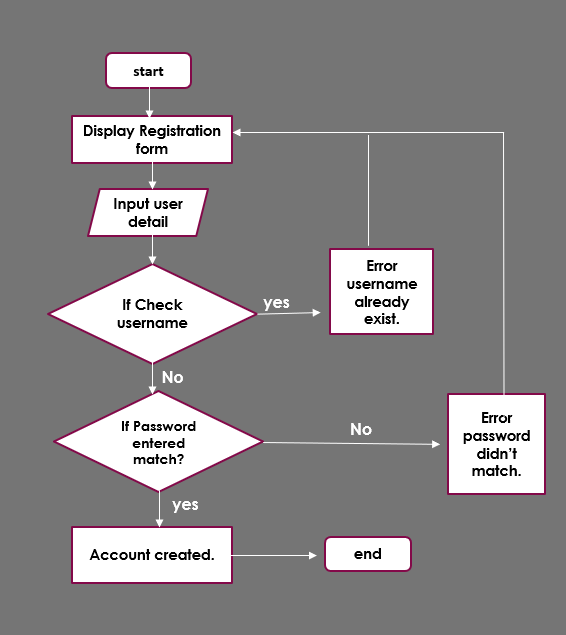 start
Display Registration
form
Input user
detail
If Check
username
yes
Error
username
already
exist.
No
If Password
entered
match?
No
Error
password
didn't
match.
yes
Account created.
end